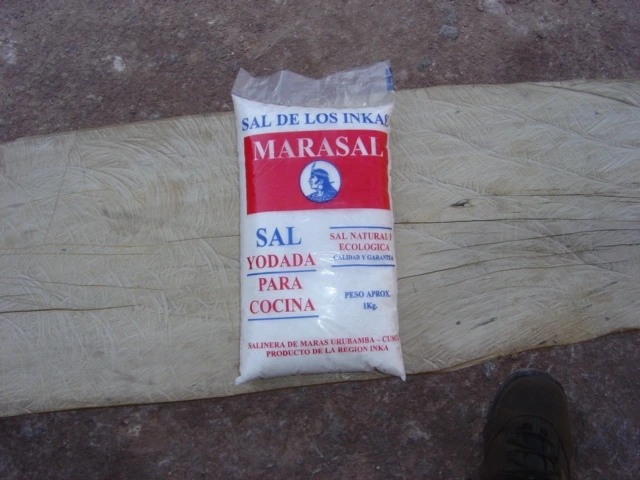 SAL DE LOS INKAS
MARASAL
SAL
YODADA
PARA
COCINA
SAL NATURAL Y
ECOLOGICA
CALIDAD Y GARANTIA
PESO APROX.
1Kg.
SALINERA DE MARAS URUBAMBA – CUSCO
PRODUCTO DE LA REGION INKA